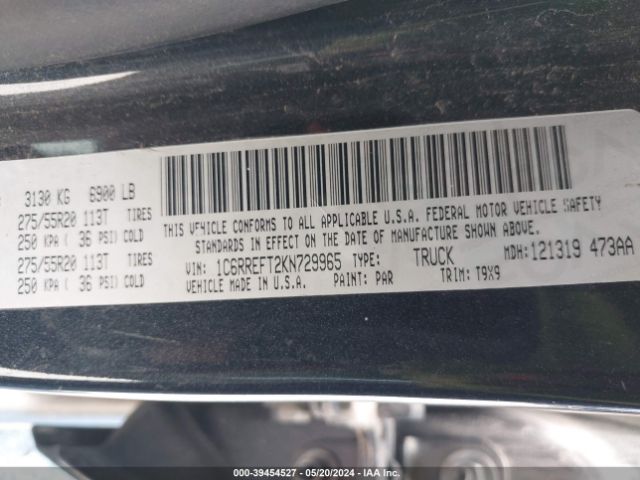 3130 KG 6900 LB
275/55R20 113T TIRES
250 KPA ( 36 PSI) COLD
275/55R20 113T TIRES
250 KPA ( 36 PSI) COLD
THIS VEHICLE CONFORMS TO ALL APPLICABLE U.S.A. FEDERAL MOTOR VEHICLE SAFETY
STANDARDS IN EFFECT ON THE DATE OF MANUFACTURE SHOWN ABOVE.
VIN: 1C6RREFT2KN729965 TYPE: TRUCK MDH: 121319 473AA
VEHICLE MADE IN U.S.A. PAINT: PAR TRIM: T9X9
000-39454527 - 05/20/2024 - IAA Inc.